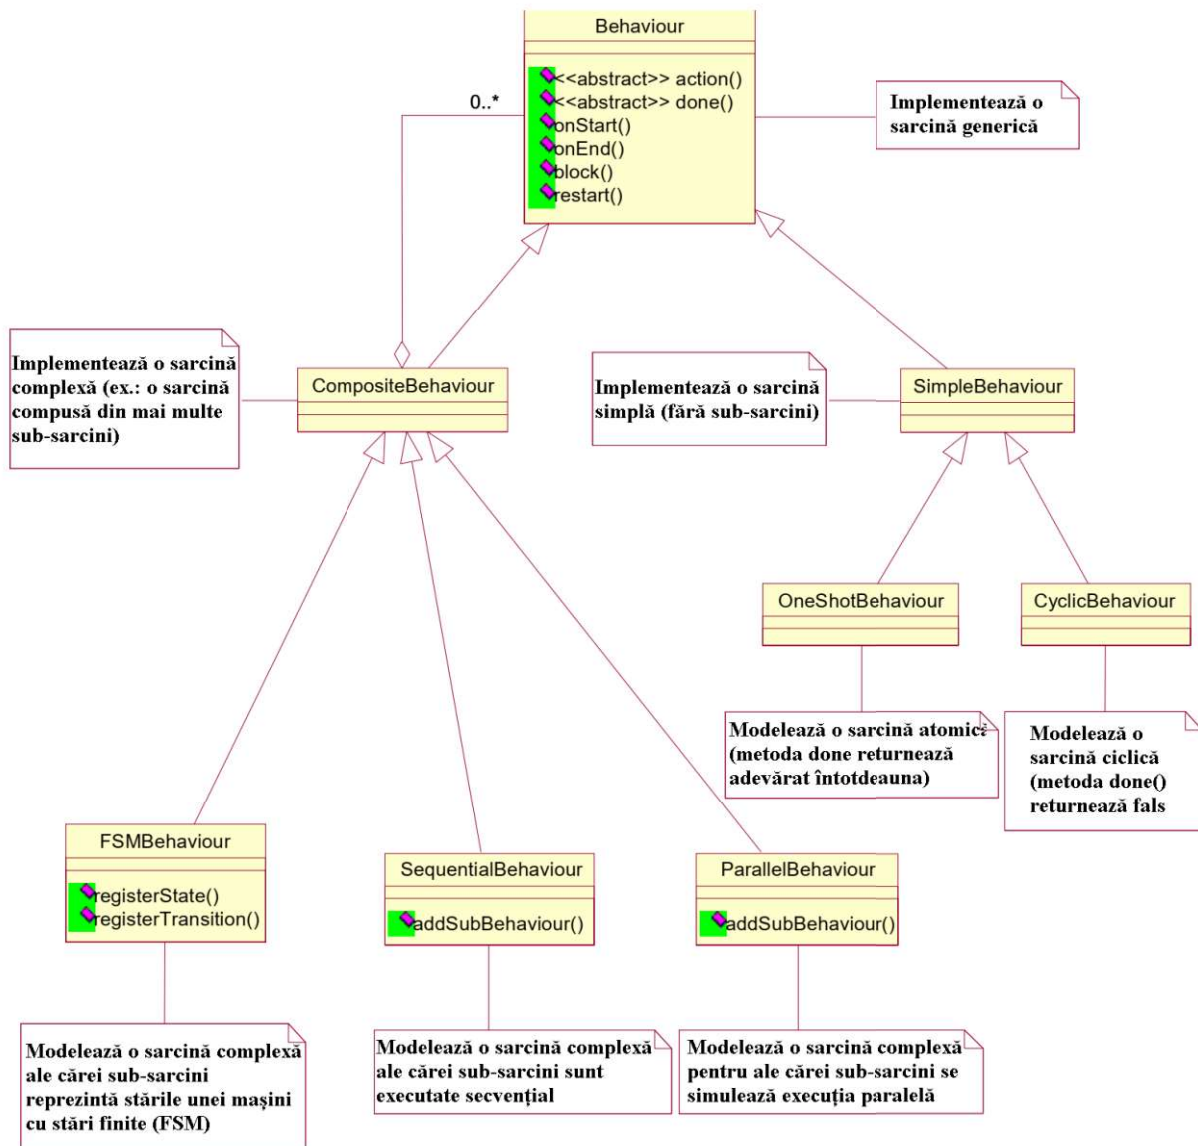 Behaviour
<<abstract>> action()
<<abstract>> done()
onStart()
onEnd()
block()
restart()
0..*
Implementează o
sarcină generică
Implementează o sarcină
complexă (ex.: o sarcină
compusă din mai multe
sub-sarcini)
CompositeBehaviour
Implementează o sarcină
simplă (fără sub-sarcini)
SimpleBehaviour
OneShotBehaviour
CyclicBehaviour
Modelează o sarcină atomică
(metoda done returnează
adevărat întotdeauna)
Modelează o
sarcină ciclică
(metoda done()
returnează fals
FSMBehaviour
registerState()
registerTransition()
SequentialBehaviour
addSubBehaviour()
ParallelBehaviour
addSubBehaviour()
Modelează o sarcină complexă
ale cărei sub-sarcini
reprezintă stările unei mașini
cu stări finite (FSM)
Modelează o sarcină complexă
ale cărei sub-sarcini sunt
executate secvențial
Modelează o sarcină complexă
pentru ale cărei sub-sarcini se
simulează execuția paralelă